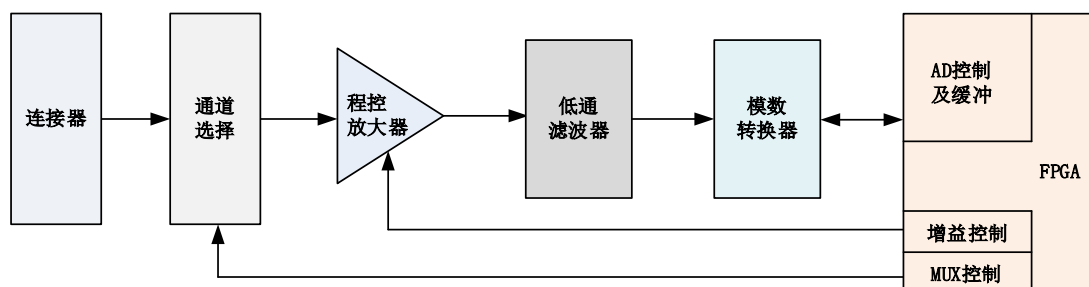 连接器
通道
选择
程控
放大器
低通
滤波器
模数
转换器
AD控制
及缓冲
FPGA
增益控制
MUX控制